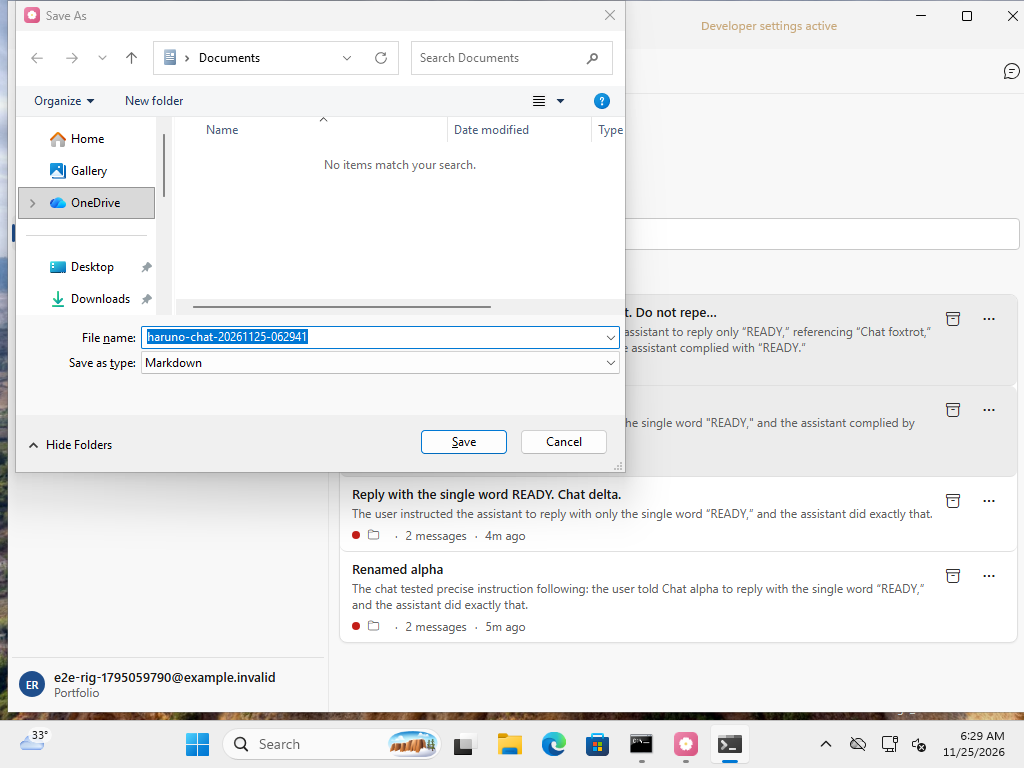 Save As
Developer settings active
Documents
Search Documents
Organize
New folder
Home
Gallery
OneDrive
Desktop
Downloads
Name
Date modified
Type
No items match your search.
File name:
haruno-chat-20261125-062941
Save as type:
Markdown
Hide Folders
Save
Cancel
t. Do not repe...
assistant to reply only “READY,” referencing “Chat foxtrot,”
e assistant complied with “READY.”
he single word “READY,” and the assistant complied by
Reply with the single word READY. Chat delta.
The user instructed the assistant to reply with only the single word “READY,” and the assistant did exactly that.
· 2 messages · 4m ago
Renamed alpha
The chat tested precise instruction following: the user told Chat alpha to reply with the single word “READY,”
and the assistant did exactly that.
· 2 messages · 5m ago
ER
e2e-rig-1795059790@example.invalid
Portfolio
33°
Search
6:29 AM
11/25/2026